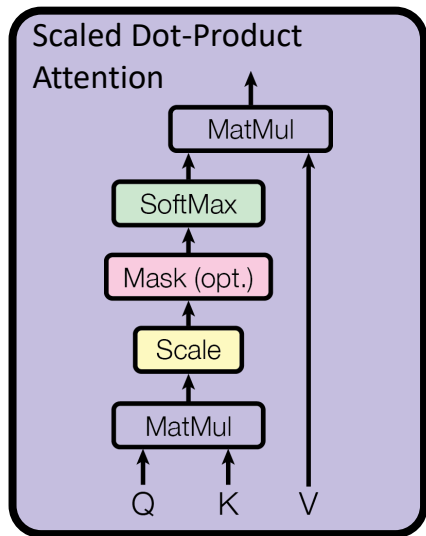 Scaled Dot-Product
Attention
MatMul
SoftMax
Mask (opt.)
Scale
MatMul
Q K V